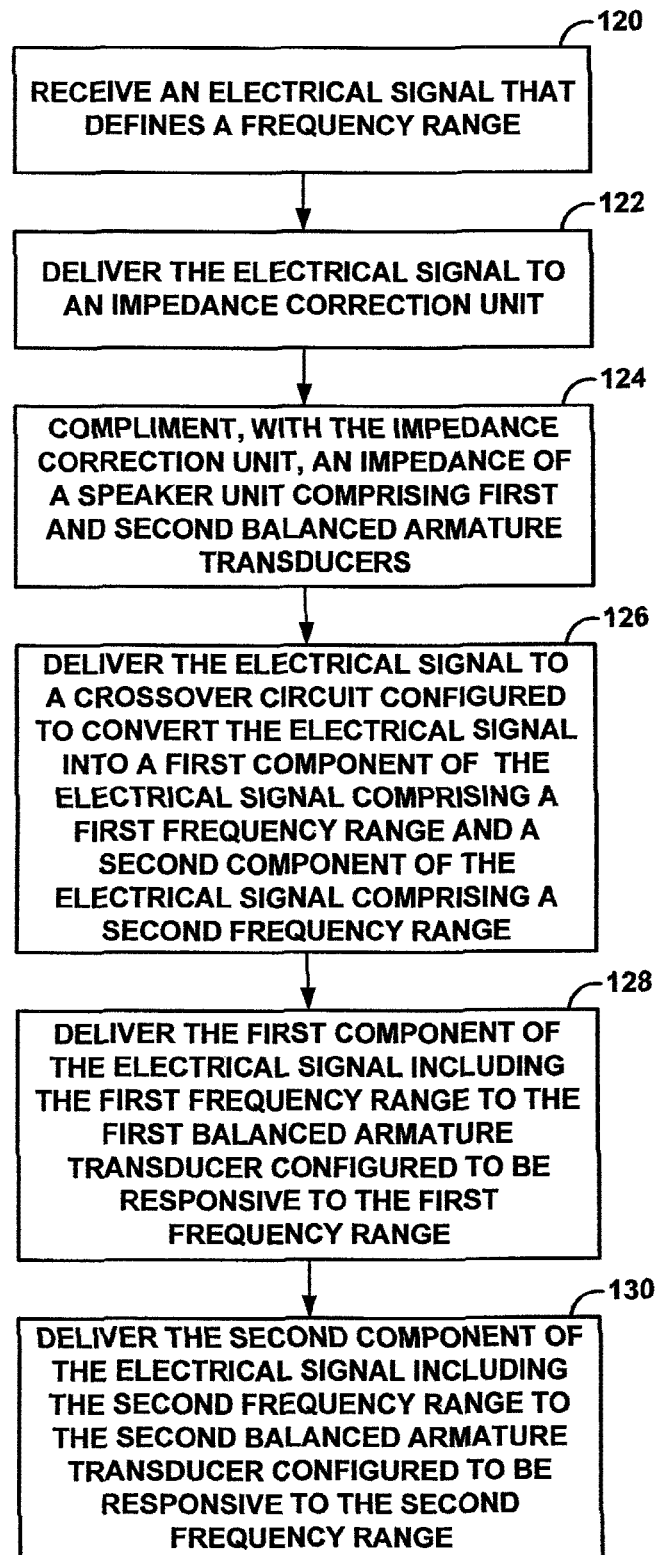 120
RECEIVE AN ELECTRICAL SIGNAL THAT
DEFINES A FREQUENCY RANGE
122
DELIVER THE ELECTRICAL SIGNAL TO
AN IMPEDANCE CORRECTION UNIT
124
COMPLIMENT, WITH THE IMPEDANCE
CORRECTION UNIT, AN IMPEDANCE OF
A SPEAKER UNIT COMPRISING FIRST
AND SECOND BALANCED ARMATURE
TRANSDUCERS
126
DELIVER THE ELECTRICAL SIGNAL TO
A CROSSOVER CIRCUIT CONFIGURED
TO CONVERT THE ELECTRICAL SIGNAL
INTO A FIRST COMPONENT OF THE
ELECTRICAL SIGNAL COMPRISING A
FIRST FREQUENCY RANGE AND A
SECOND COMPONENT OF THE
ELECTRICAL SIGNAL COMPRISING A
SECOND FREQUENCY RANGE
128
DELIVER THE FIRST COMPONENT OF
THE ELECTRICAL SIGNAL INCLUDING
THE FIRST FREQUENCY RANGE TO THE
FIRST BALANCED ARMATURE
TRANSDUCER CONFIGURED TO BE
RESPONSIVE TO THE FIRST
FREQUENCY RANGE
130
DELIVER THE SECOND COMPONENT OF
THE ELECTRICAL SIGNAL INCLUDING
THE SECOND FREQUENCY RANGE TO
THE SECOND BALANCED ARMATURE
TRANSDUCER CONFIGURED TO BE
RESPONSIVE TO THE SECOND
FREQUENCY RANGE